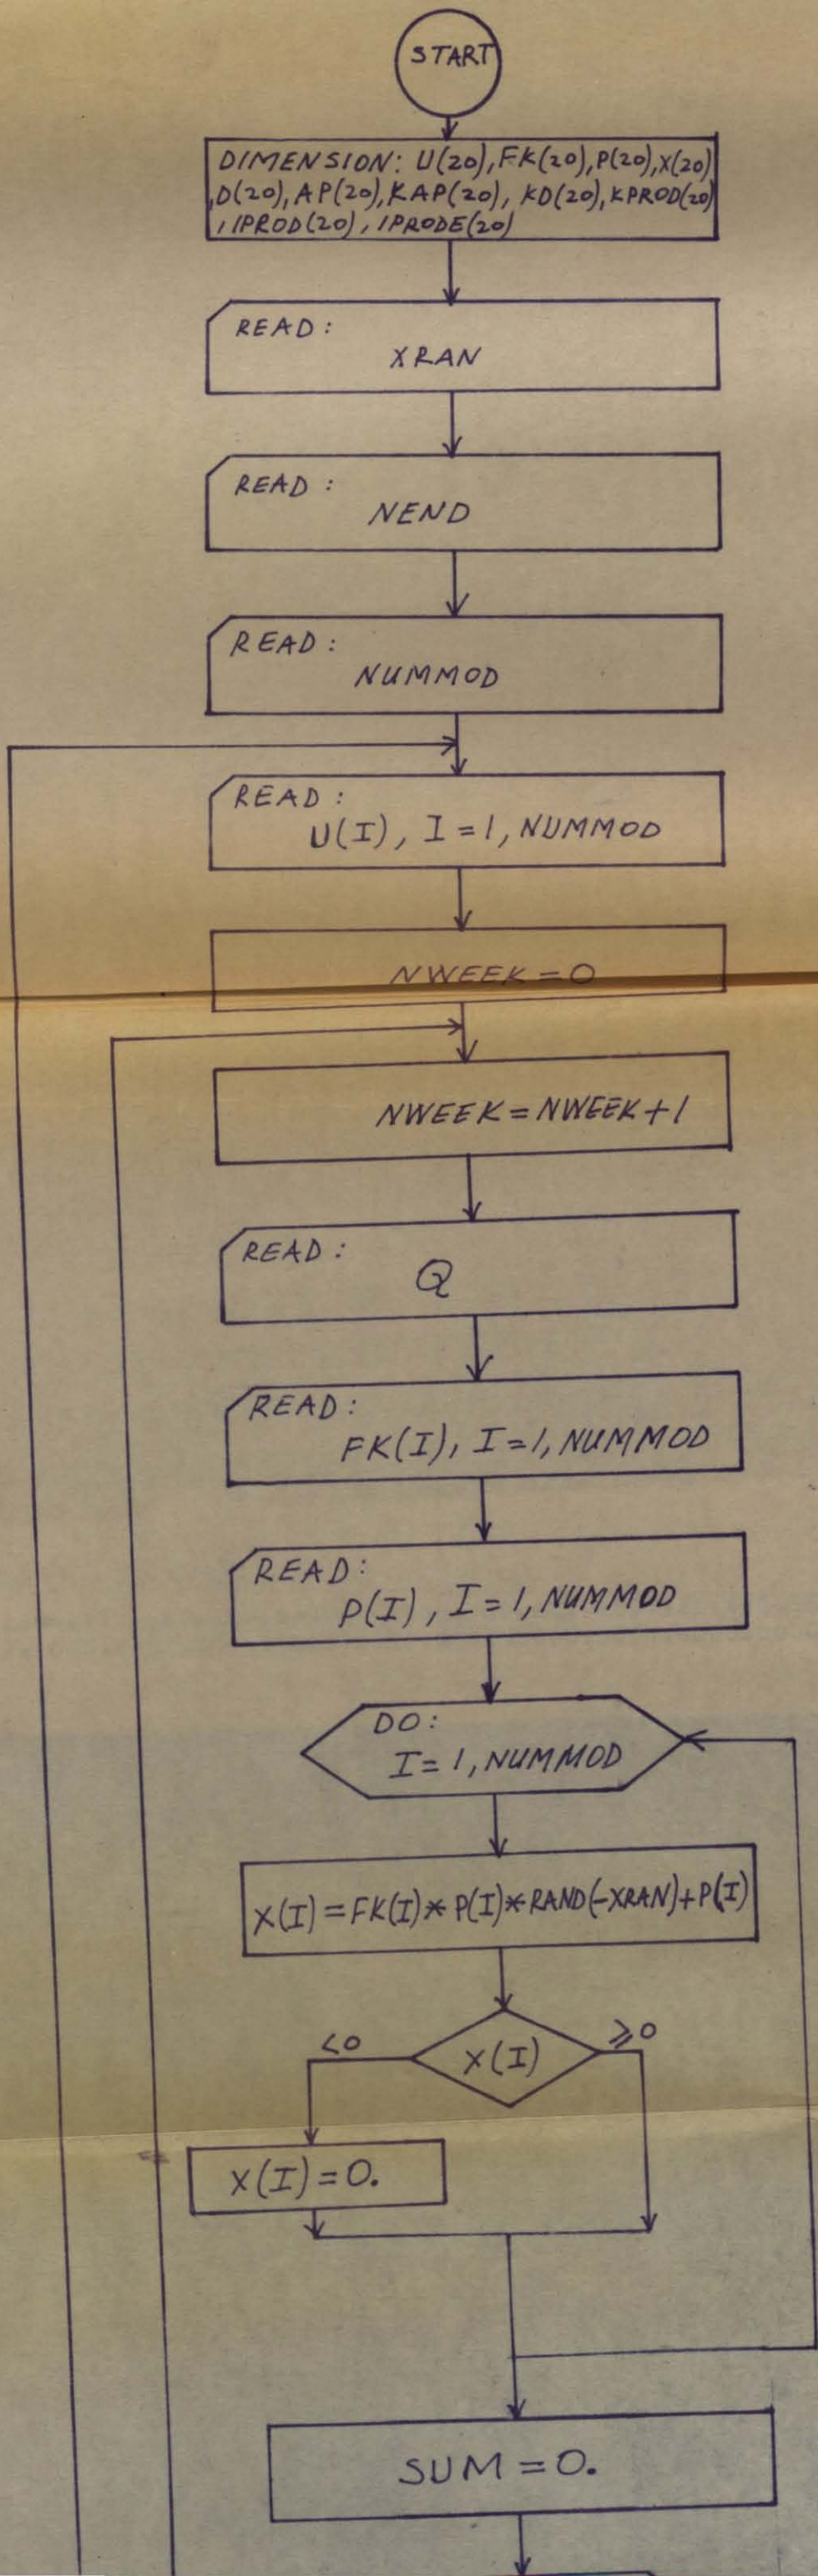 START
DIMENSION: U(20), FK(20), P(20), X(20)
,D(20), AP(20), KAP(20), KD(20), KPROD(20)
, IPROD(20), IPRODE(20)
READ:
XRAN
READ:
NEND
READ:
NUMMOD
READ:
U(I), I=1, NUMMOD
NWEEK=0
NWEEK=NWEEK+1
READ:
Q
READ:
FK(I), I=1, NUMMOD
READ:
P(I), I=1, NUMMOD
DO:
I=1, NUMMOD
X(I)=FK(I)*P(I)*RAND(-XRAN)+P(I)
<0
≥0
X(I)
X(I)=0.
SUM=0.